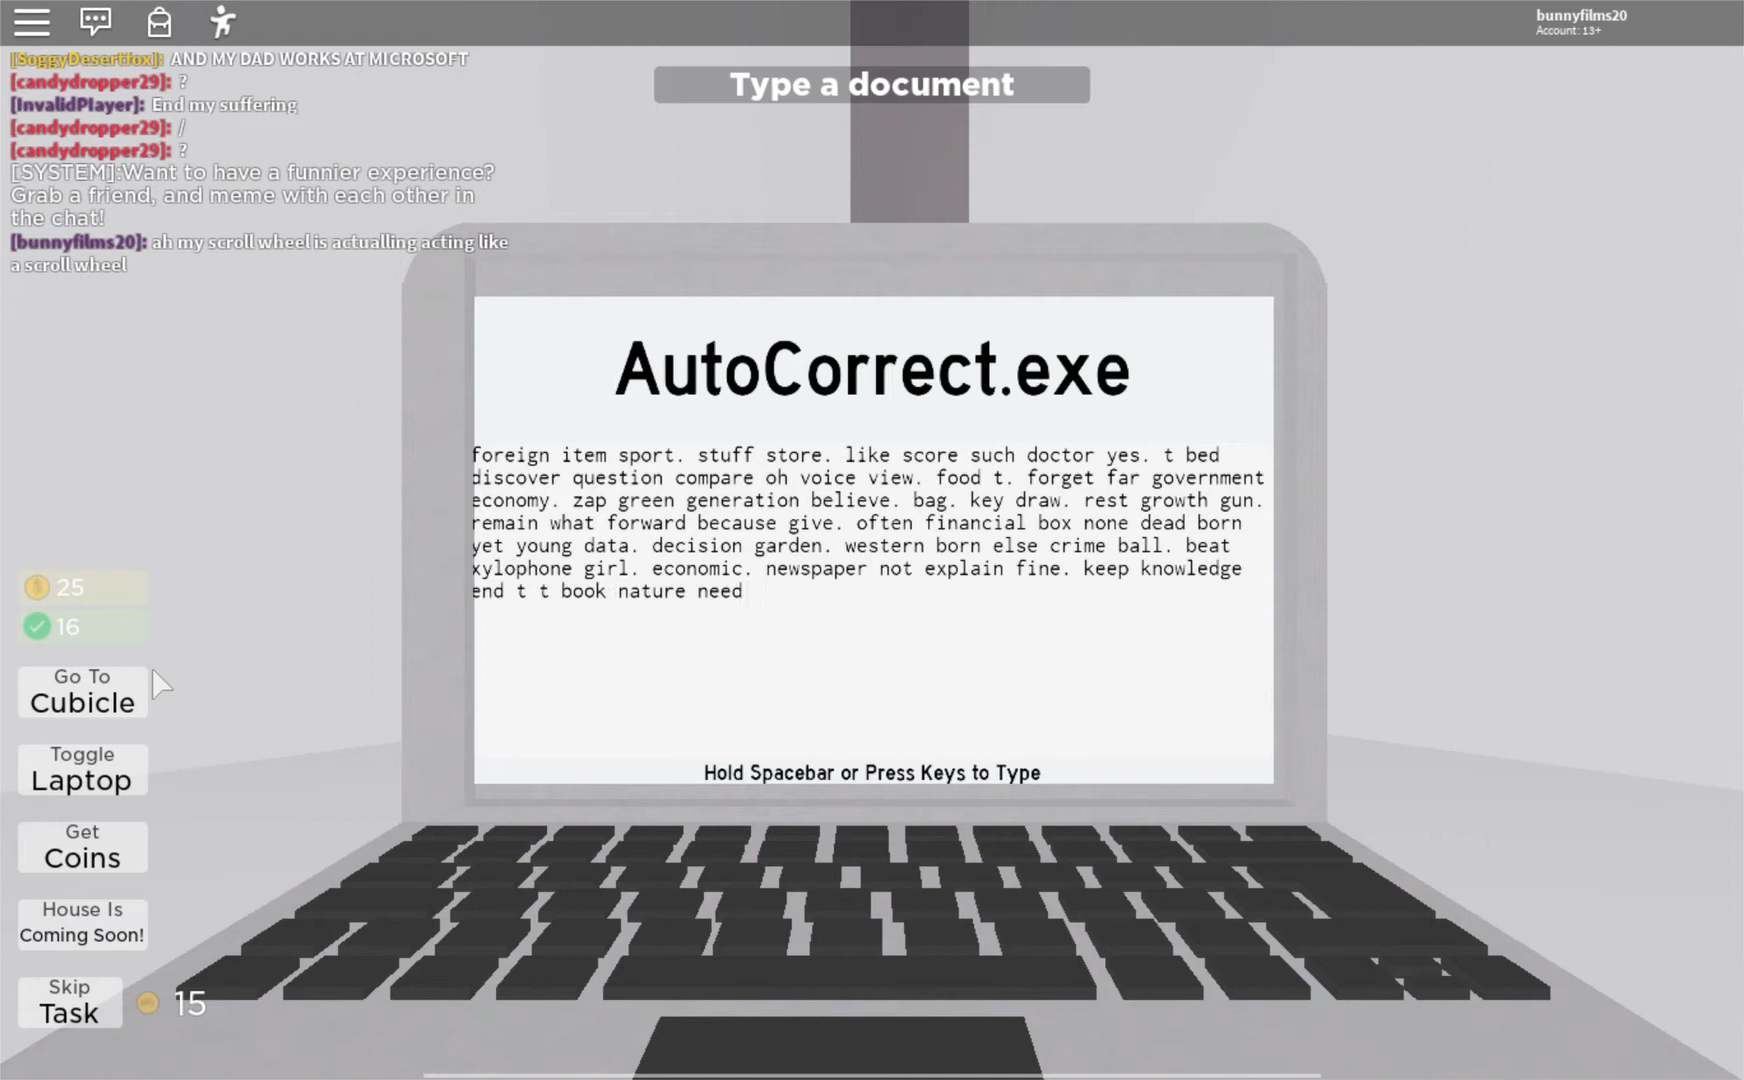 bunnyfilms20
Account: 13+
[SoggyDesertfox]: AND MY DAD WORKS AT MICROSOFT
[candydropper29]: ?
[InvalidPlayer]: End my suffering
[candydropper29]: /
[candydropper29]: ?
[SYSTEM]:Want to have a funnier experience?
Grab a friend, and meme with each other in
the chat!
[bunnyfilms20]: ah my scroll wheel is actualling acting like
a scroll wheel
Type a document
AutoCorrect.exe
foreign item sport. stuff store. like score such doctor yes. t bed
discover question compare oh voice view. food t. forget far government
economy. zap green generation believe. bag. key draw. rest growth gun.
remain what forward because give. often financial box none dead born
yet young data. decision garden. western born else crime ball. beat
xylophone girl. economic. newspaper not explain fine. keep knowledge
end t t book nature need
Hold Spacebar or Press Keys to Type
25
16
Go To
Cubicle
Toggle
Laptop
Get
Coins
House Is
Coming Soon!
Skip
Task
15